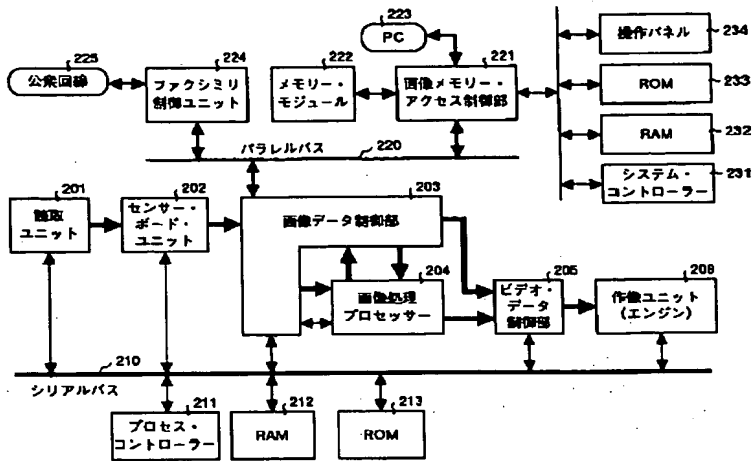 223
PC
225
公衆回線
224
ファクシミリ
制御ユニット
222
メモリー・
モジュール
221
画像メモリー・
アクセス制御部
234
操作パネル
233
ROM
232
RAM
231
システム・
コントローラー
パラレルバス
220
201
読取
ユニット
202
センサー・
ボード・
ユニット
203
画像データ制御部
204
画像処理
プロセッサー
205
ビデオ・
データ
制御部
206
作像ユニット
(エンジン)
210
シリアルバス
211
プロセス・
コントローラー
212
RAM
213
ROM